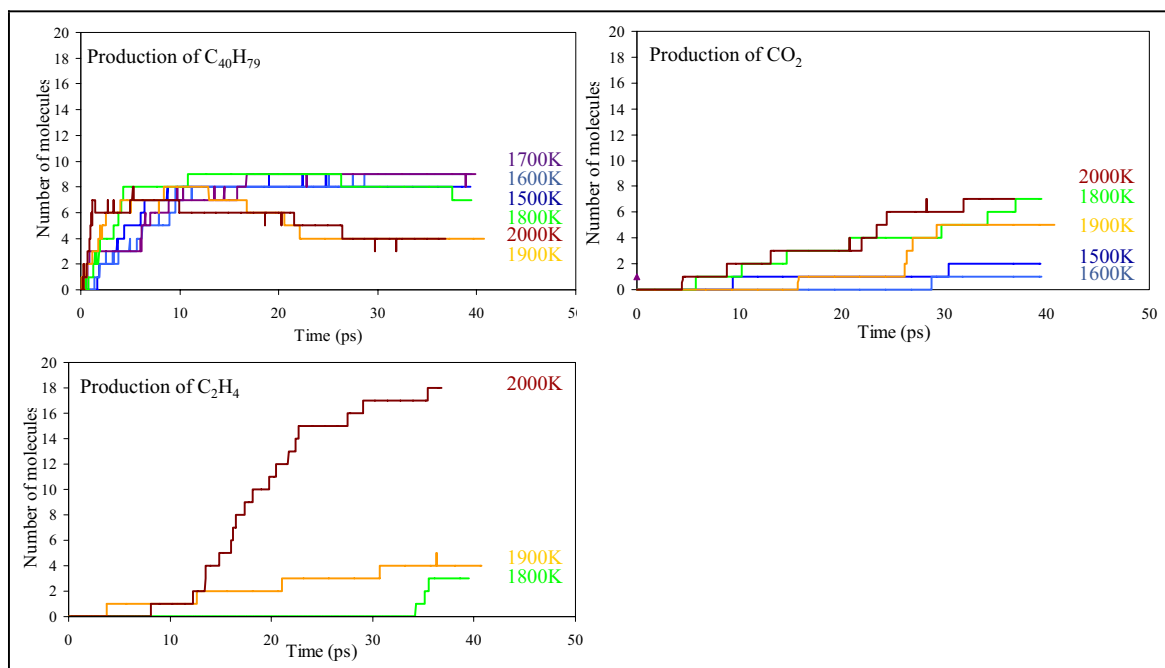 Production of C₄₀H₇₉
Number of molecules
20
18
16
14
12
10
8
6
4
2
0
1700K
1600K
1500K
1800K
2000K
1900K
0 10 20 30 40 50
Time (ps)
Production of CO₂
Number of molecules
20
18
16
14
12
10
8
6
4
2
0
2000K
1800K
1900K
1500K
1600K
0 10 20 30 40 50
Time (ps)
Production of C₂H₄
Number of molecules
20
18
16
14
12
10
8
6
4
2
0
2000K
1900K
1800K
0 10 20 30 40 50
Time (ps)